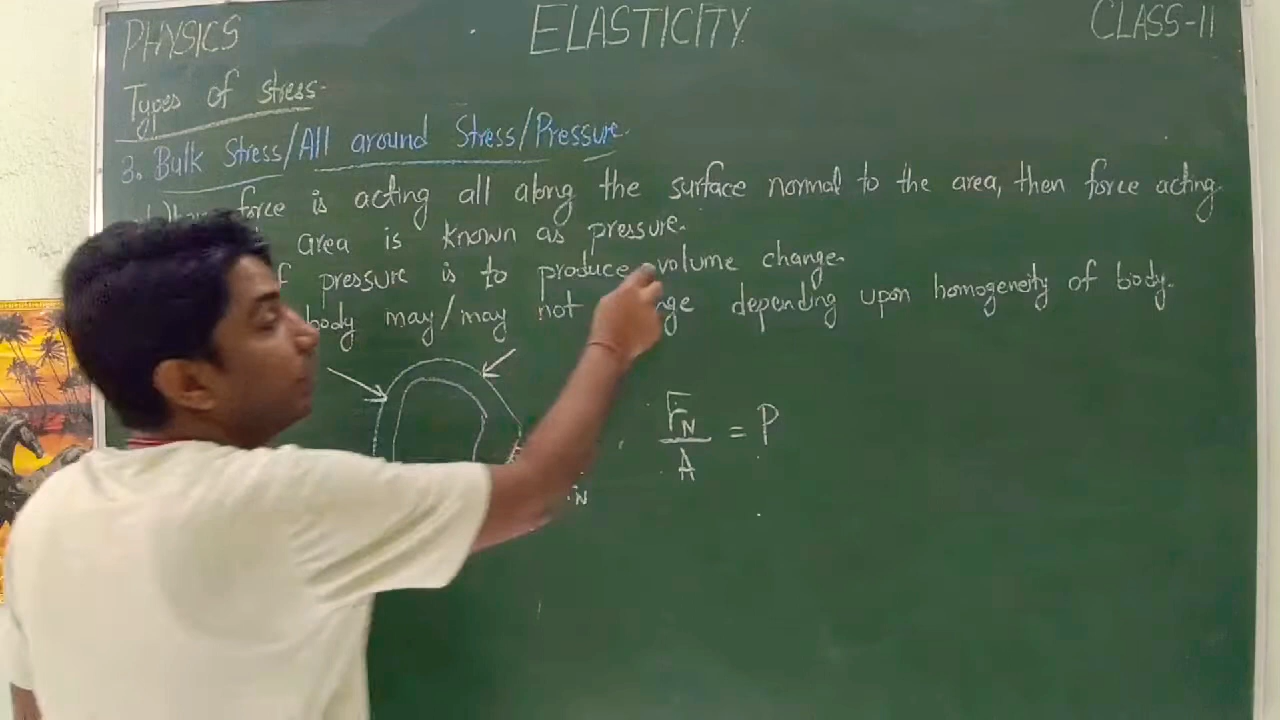 PHYSICS
ELASTICITY
CLASS-11
Types of stress.
3. Bulk Stress/All around Stress/Pressure.
force is acting all along the surface normal to the area, then force acting
area is known as pressure.
pressure is to produce volume change.
body may/may not depending upon homogeneity of body.
F_N
A
= P
N